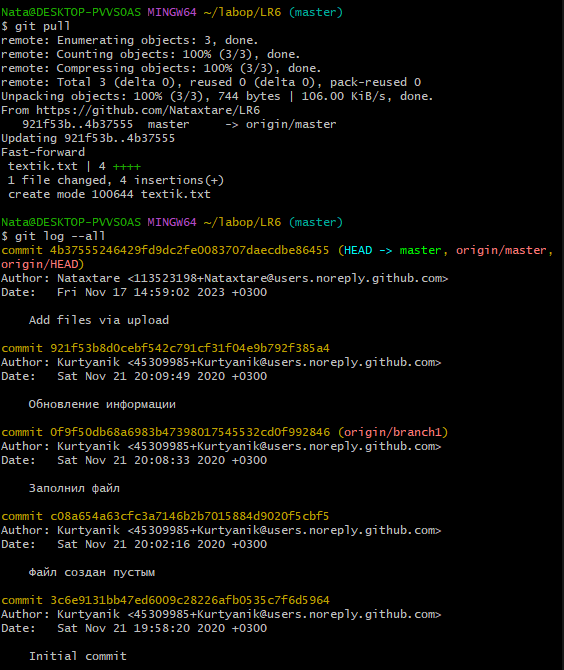 Nata@DESKTOP-PVVS0AS MINGW64 ~/labop/LR6 (master)
$ git pull
remote: Enumerating objects: 3, done.
remote: Counting objects: 100% (3/3), done.
remote: Compressing objects: 100% (3/3), done.
remote: Total 3 (delta 0), reused 0 (delta 0), pack-reused 0
Unpacking objects: 100% (3/3), 744 bytes | 106.00 KiB/s, done.
From https://github.com/Nataxtare/LR6
   921f53b..4b37555  master     -> origin/master
Updating 921f53b..4b37555
Fast-forward
 textik.txt | 4 ++++
 1 file changed, 4 insertions(+)
 create mode 100644 textik.txt
Nata@DESKTOP-PVVS0AS MINGW64 ~/labop/LR6 (master)
$ git log --all
commit 4b37555246429fd9dc2fe0083707daecdbe86455 (HEAD -> master, origin/master,
origin/HEAD)
Author: Nataxtare <113523198+Nataxtare@users.noreply.github.com>
Date:   Fri Nov 17 14:59:02 2023 +0300
    Add files via upload
commit 921f53b8d0cebf542c791cf31f04e9b792f385a4
Author: Kurtyanik <45309985+Kurtyanik@users.noreply.github.com>
Date:   Sat Nov 21 20:09:49 2020 +0300
    Обновление информации
commit 0f9f50db68a6983b47398017545532cd0f992846 (origin/branch1)
Author: Kurtyanik <45309985+Kurtyanik@users.noreply.github.com>
Date:   Sat Nov 21 20:08:33 2020 +0300
    Заполнил файл
commit c08a654a63cfc3a7146b2b7015884d9020f5cbf5
Author: Kurtyanik <45309985+Kurtyanik@users.noreply.github.com>
Date:   Sat Nov 21 20:02:16 2020 +0300
    Файл создан пустым
commit 3c6e9131bb47ed6009c28226afb0535c7f6d5964
Author: Kurtyanik <45309985+Kurtyanik@users.noreply.github.com>
Date:   Sat Nov 21 19:58:20 2020 +0300
    Initial commit